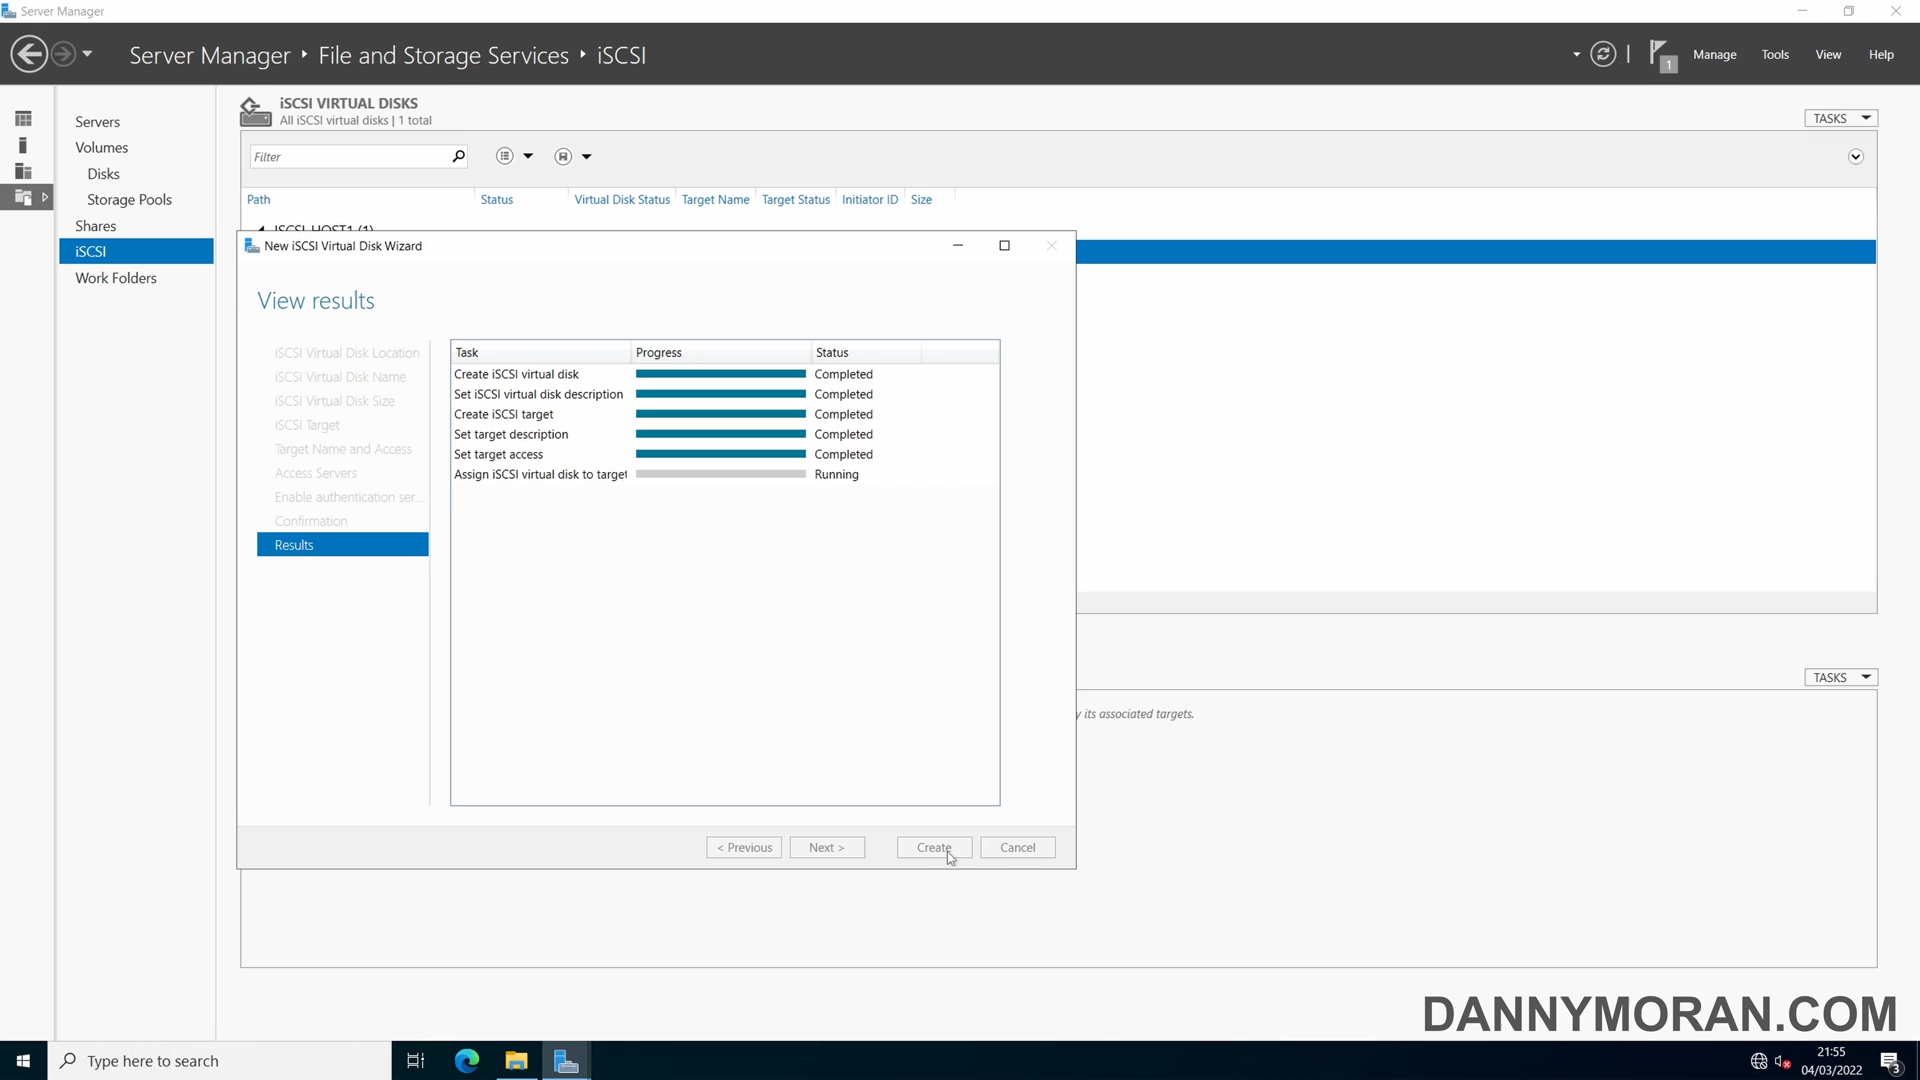 Server Manager
Server Manager ‣ File and Storage Services ‣ iSCSI
1
Manage
Tools
View
Help
Servers
Volumes
Disks
Storage Pools
Shares
iSCSI
Work Folders
iSCSI VIRTUAL DISKS
All iSCSI virtual disks | 1 total
TASKS
Filter
Path Status Virtual Disk Status Target Name Target Status Initiator ID Size
ISCSI-HOST1 (1)
New iSCSI Virtual Disk Wizard
View results
iSCSI Virtual Disk Location
iSCSI Virtual Disk Name
iSCSI Virtual Disk Size
iSCSI Target
Target Name and Access
Access Servers
Enable authentication ser...
Confirmation
Results
Task Progress Status
Create iSCSI virtual disk Completed
Set iSCSI virtual disk description Completed
Create iSCSI target Completed
Set target description Completed
Set target access Completed
Assign iSCSI virtual disk to target Running
< Previous
Next >
Create
Cancel
TASKS
y its associated targets.
DANNYMORAN.COM
Type here to search
21:55
04/03/2022
3